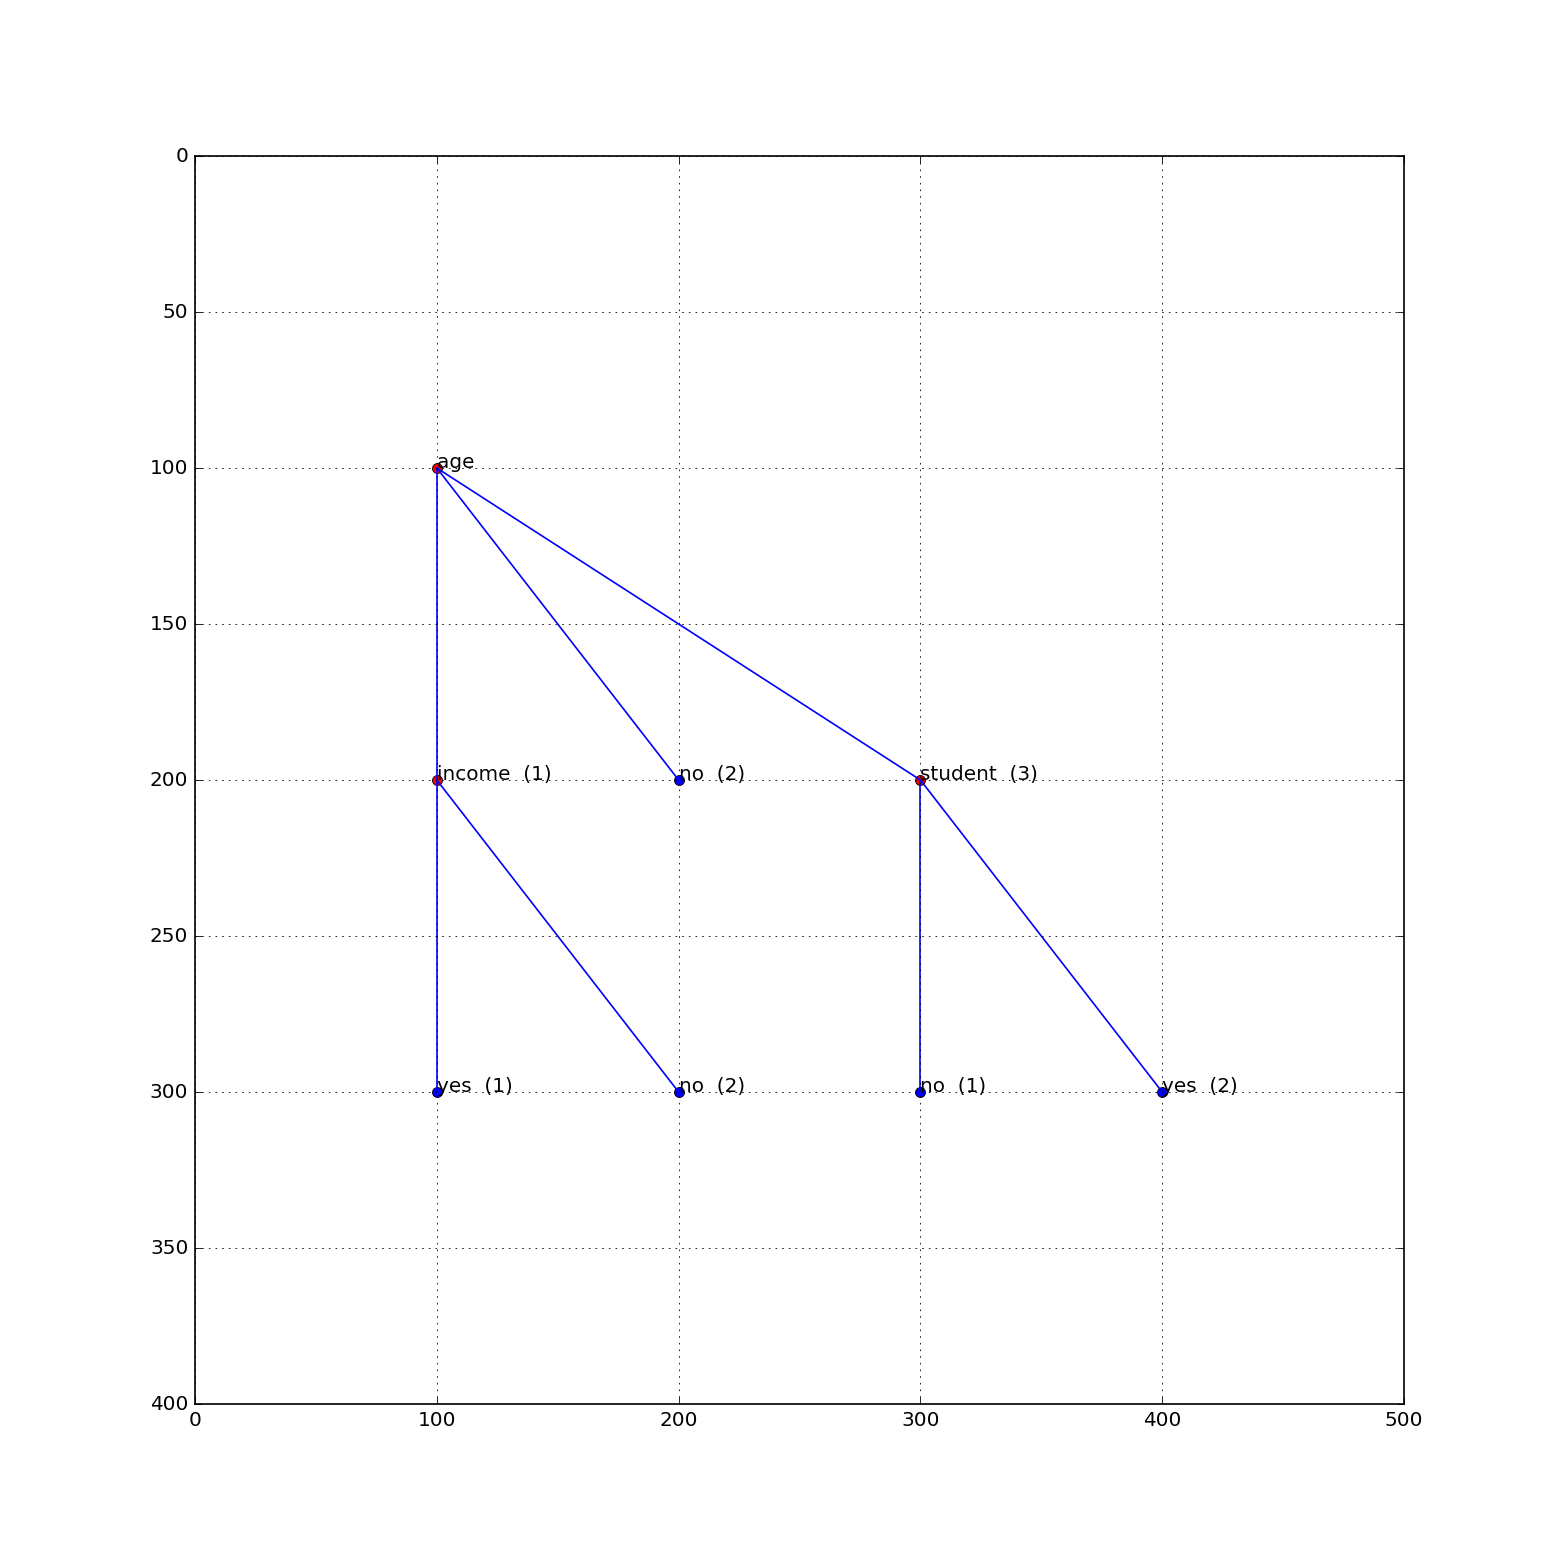 0
50
100
age
150
200
income (1)
no (2)
student (3)
250
300
yes (1)
no (2)
no (1)
yes (2)
350
400
0 100 200 300 400 500